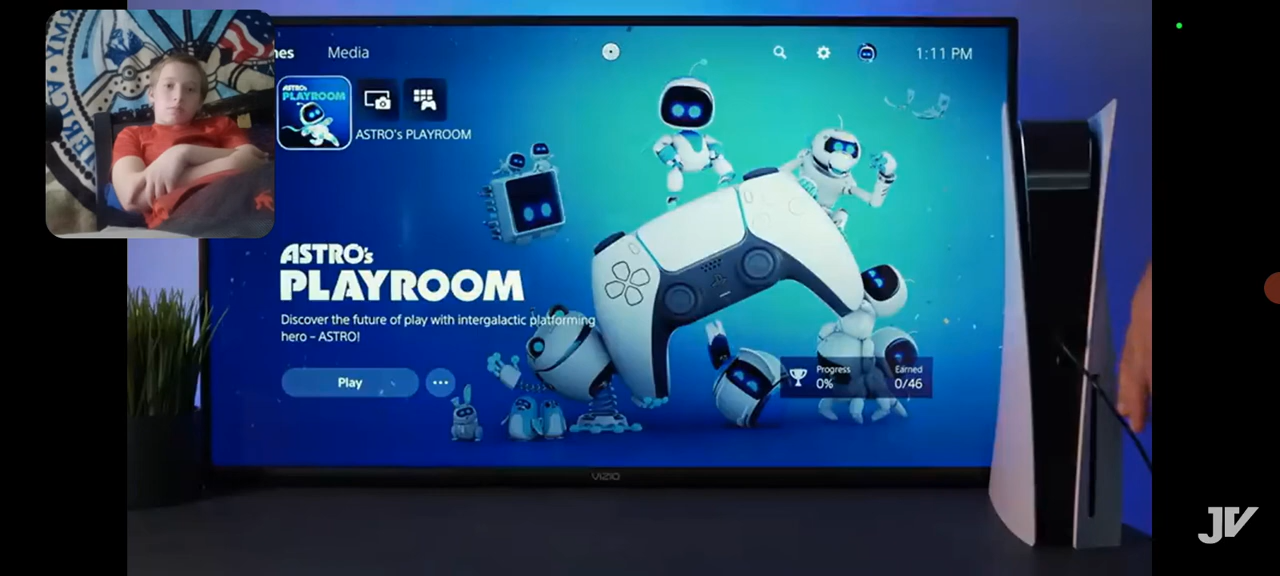 nes
Media
1:11 PM
ASTRO's
PLAYROOM
ASTRO's PLAYROOM
ASTRO's
PLAYROOM
Discover the future of play with intergalactic platforming
hero – ASTRO!
Play
Progress
0%
Earned
0/46
VIZIO
JV